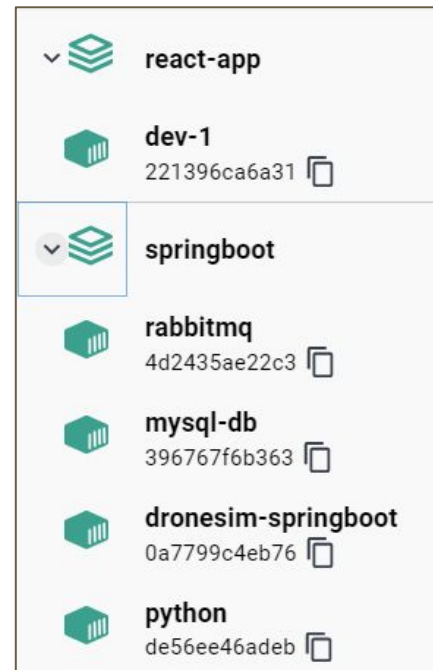 react-app
dev-1
221396ca6a31
springboot
rabbitmq
4d2435ae22c3
mysql-db
396767f6b363
dronesim-springboot
0a7799c4eb76
python
de56ee46adeb